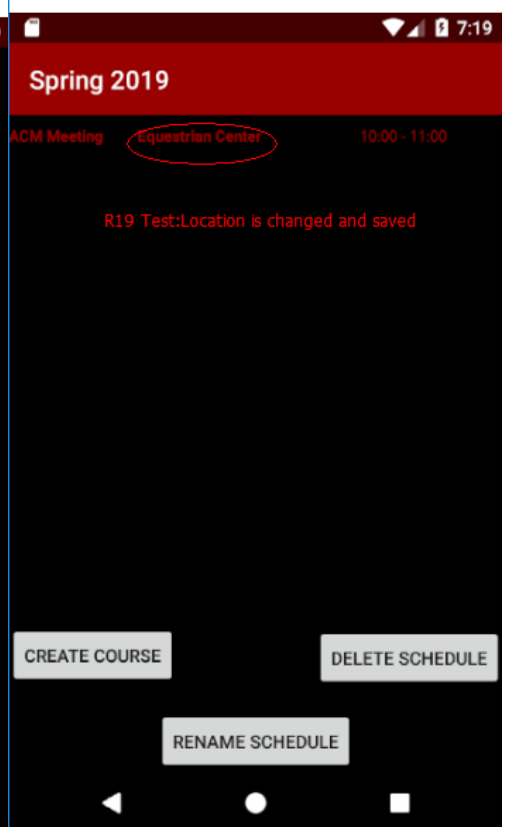 7:19
Spring 2019
ACM Meeting Equestrian Center 10:00 - 11:00
R19 Test:Location is changed and saved
CREATE COURSE DELETE SCHEDULE
RENAME SCHEDULE